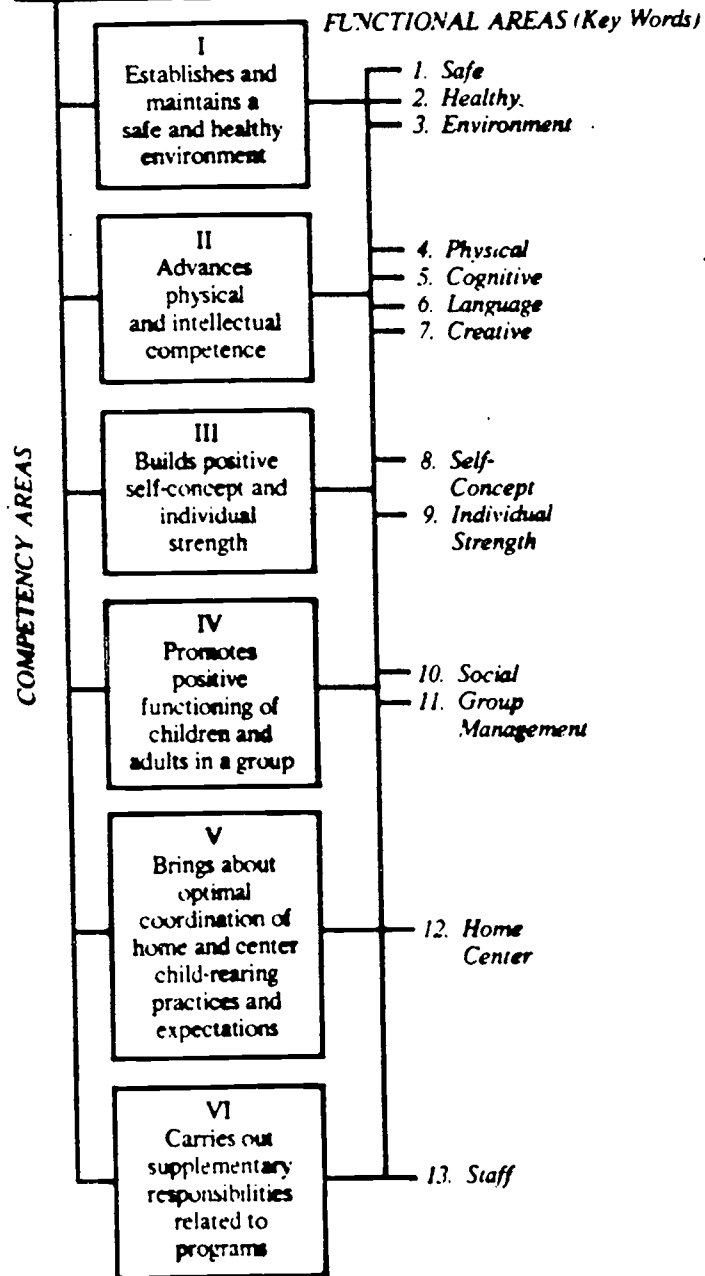 FUNCTIONAL AREAS (Key Words)
I
Establishes and
maintains a
safe and healthy
environment
1. Safe
2. Healthy
3. Environment
II
Advances
physical
and intellectual
competence
4. Physical
5. Cognitive
6. Language
7. Creative
COMPETENCY AREAS
III
Builds positive
self-concept and
individual
strength
8. Self-
Concept
9. Individual
Strength
IV
Promotes
positive
functioning of
children and
adults in a group
10. Social
11. Group
Management
V
Brings about
optimal
coordination of
home and center
child-rearing
practices and
expectations
12. Home
Center
VI
Carries out
supplementary
responsibilities
related to
programs
13. Staff